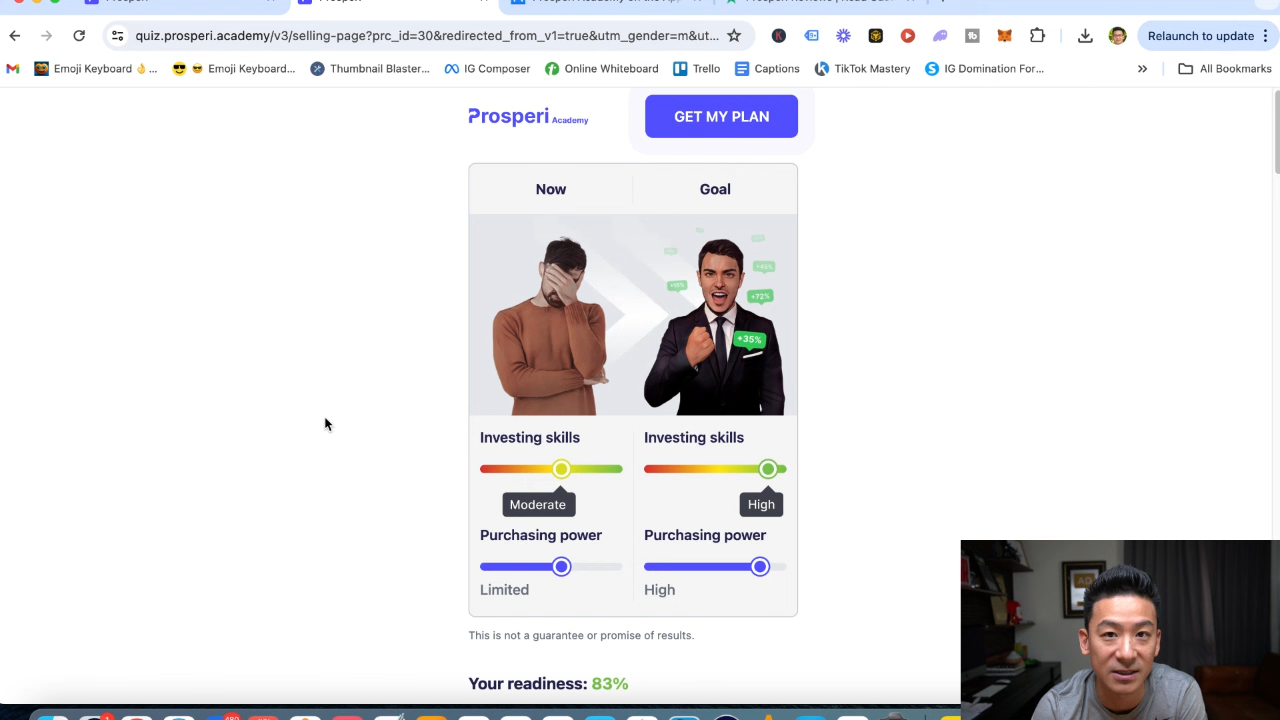 quiz.prosperi.academy/v3/selling-page?prc_id=30&redirected_from_v1=true&utm_gender=m&ut...
Relaunch to update
Emoji Keyboard 👌...
😎 Emoji Keyboard...
Thumbnail Blaster...
IG Composer
Online Whiteboard
Trello
Captions
TikTok Mastery
IG Domination For...
All Bookmarks
Prosperi Academy
GET MY PLAN
Now
Goal
+72%
+35%
Investing skills
Investing skills
Moderate
High
Purchasing power
Purchasing power
Limited
High
This is not a guarantee or promise of results.
Your readiness: 83%